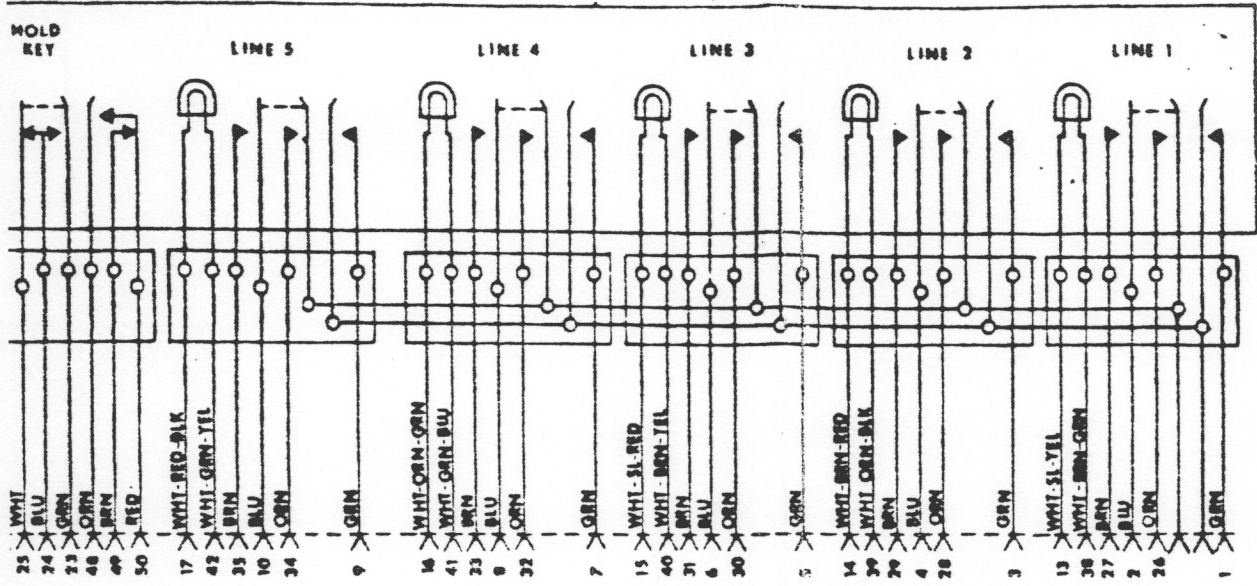 HOLD
KEY
LINE 5
LINE 4
LINE 3
LINE 2
LINE 1
WHT
BLU
GRN
ORN
BRN
RED
WHT-RED-BLK
WHT-GRN-YEL
BRN
BLU
ORN
GRN
WHT-ORN-GRN
WHT-GRN-BLU
BRN
BLU
ORN
GRN
WHT-SL-RED
WHT-BRN-YEL
BRN
BLU
ORN
GRN
WHT-BRN-RED
WHT-ORN-BLK
BRN
BLU
ORN
GRN
WHT-SL-YEL
WHT-BRN-GRN
BRN
BLU
ORN
GRN
25
24
23
48
49
50
17
42
35
10
34
9
16
41
33
8
32
7
15
40
31
6
30
14
39
29
4
28
3
13
38
27
2
26
1